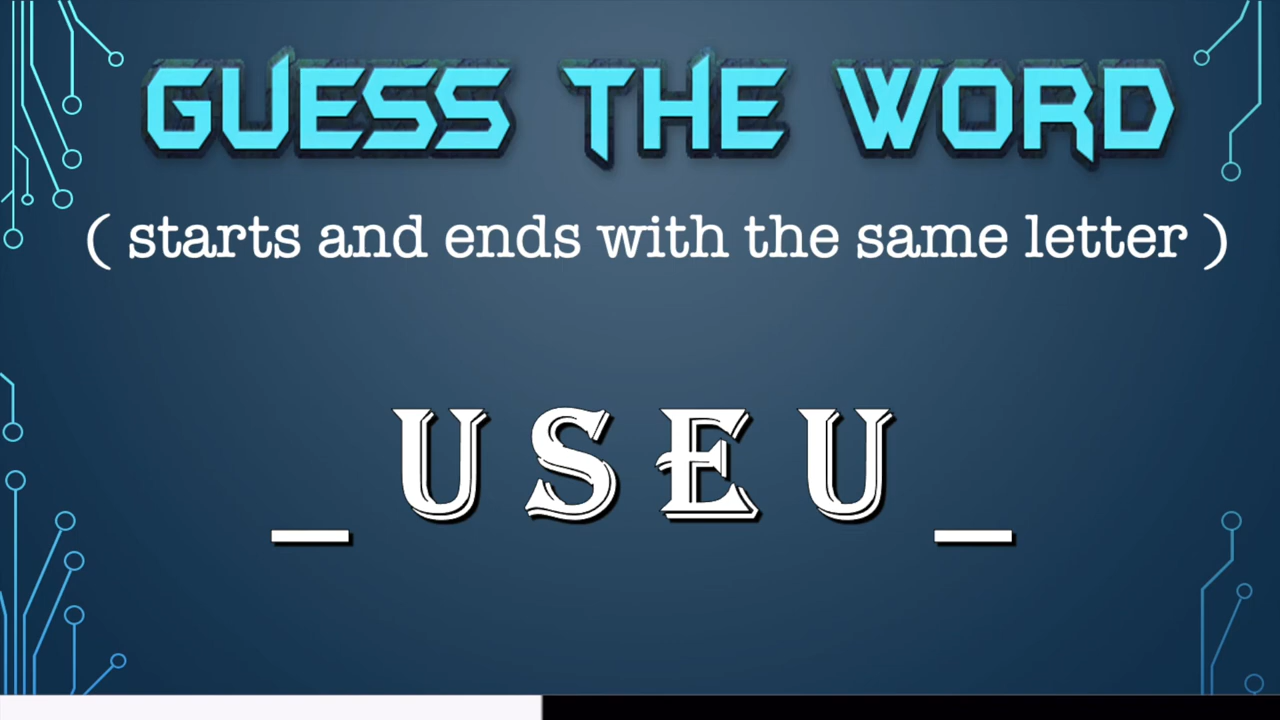 GUESS THE WORD
( starts and ends with the same letter )
_ U S E U _